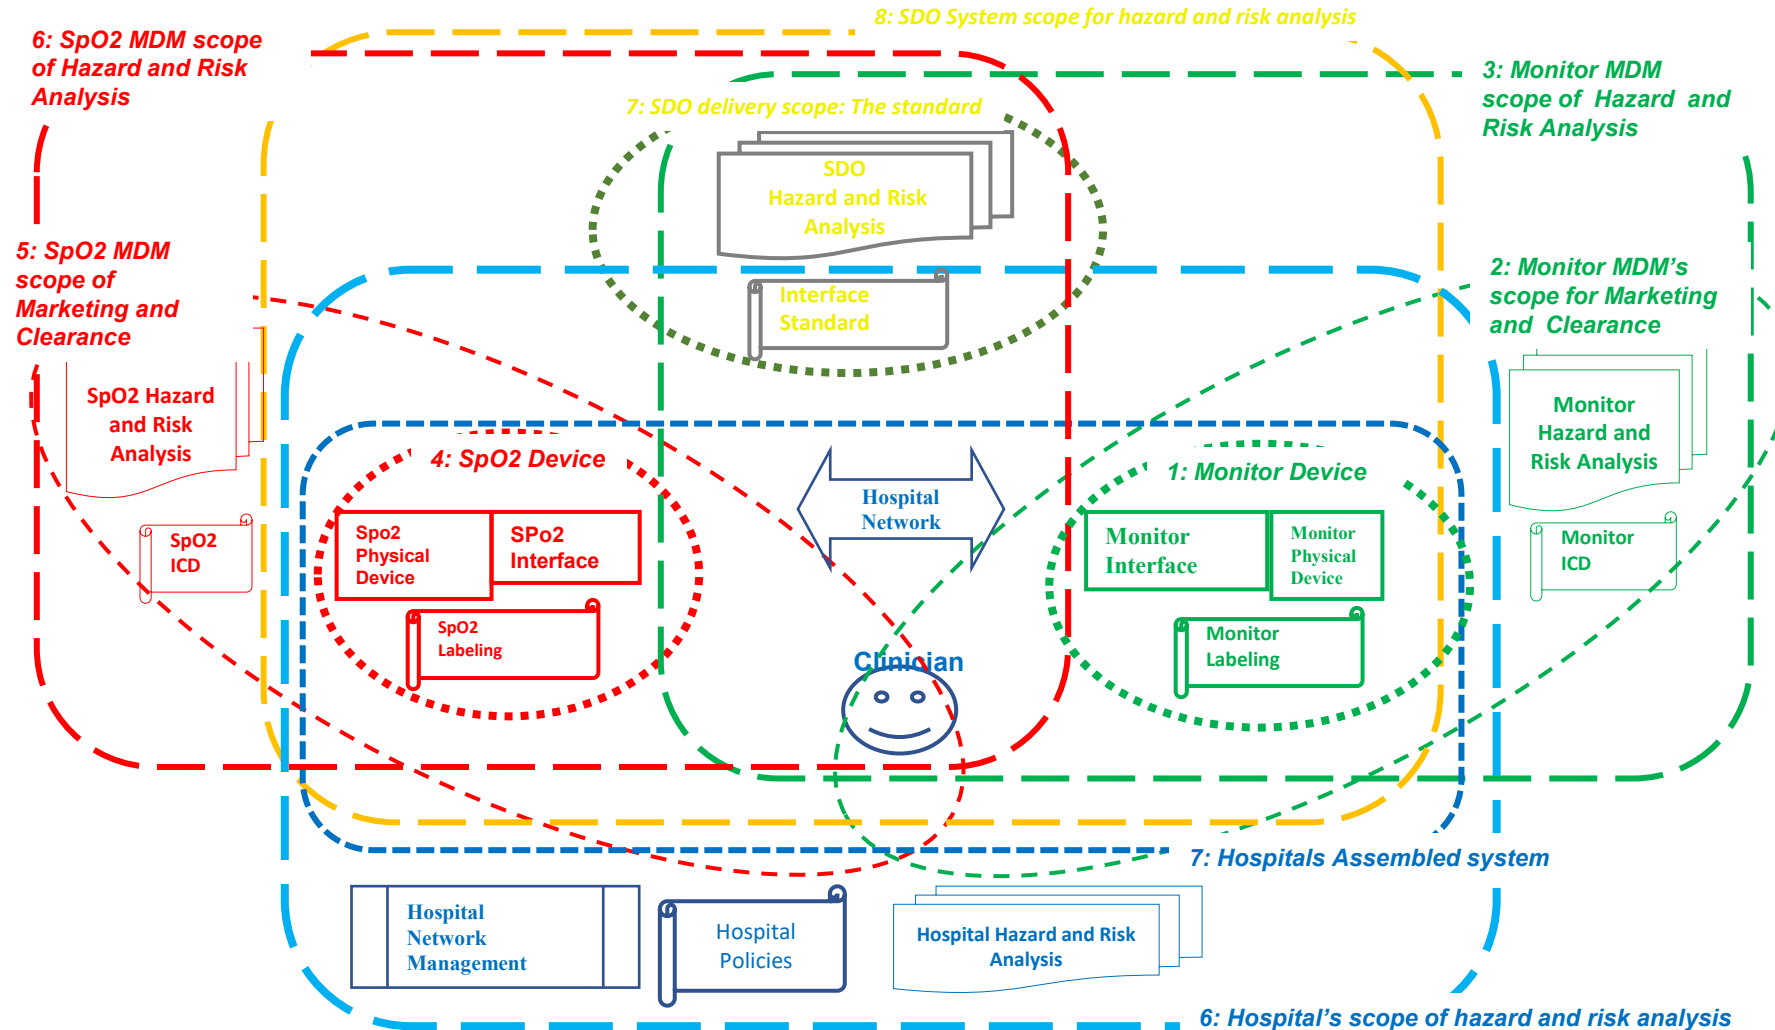 8: SDO System scope for hazard and risk analysis
6: SpO2 MDM scope
of Hazard and Risk
Analysis
3: Monitor MDM
scope of Hazard and
Risk Analysis
7: SDO delivery scope: The standard
SDO
Hazard and Risk
Analysis
5: SpO2 MDM
scope of
Marketing and
Clearance
2: Monitor MDM's
scope for Marketing
and Clearance
Interface
Standard
SpO2 Hazard
and Risk
Analysis
Monitor
Hazard and
Risk Analysis
4: SpO2 Device
1: Monitor Device
Hospital
Network
Spo2
Physical
Device
SPo2
Interface
Monitor
Interface
Monitor
Physical
Device
SpO2
ICD
Monitor
ICD
SpO2
Labeling
Monitor
Labeling
Clinician
7: Hospitals Assembled system
Hospital
Network
Management
Hospital
Policies
Hospital Hazard and Risk
Analysis
6: Hospital's scope of hazard and risk analysis